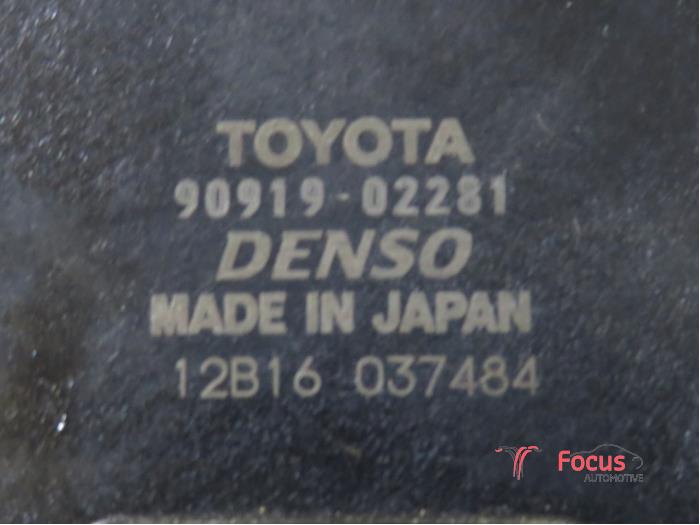 TOYOTA
90919-02281
DENSO
MADE IN JAPAN
12B16 037484
Focus
AUTOMOTIVE